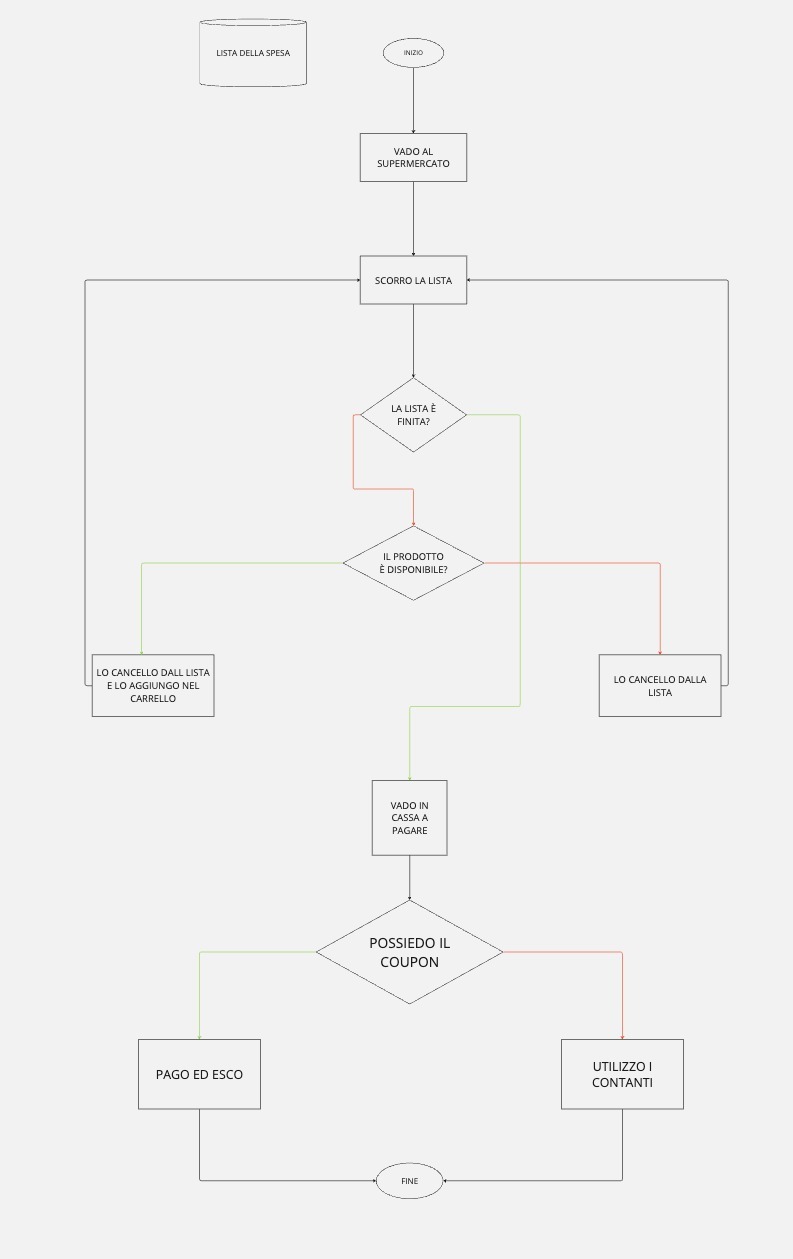 LISTA DELLA SPESA
INIZIO
VADO AL
SUPERMERCATO
SCORRO LA LISTA
LA LISTA È
FINITA?
IL PRODOTTO
È DISPONIBILE?
LO CANCELLO DALL LISTA
E LO AGGIUNGO NEL
CARRELLO
LO CANCELLO DALLA
LISTA
VADO IN
CASSA A
PAGARE
POSSIEDO IL
COUPON
PAGO ED ESCO
UTILIZZO I
CONTANTI
FINE